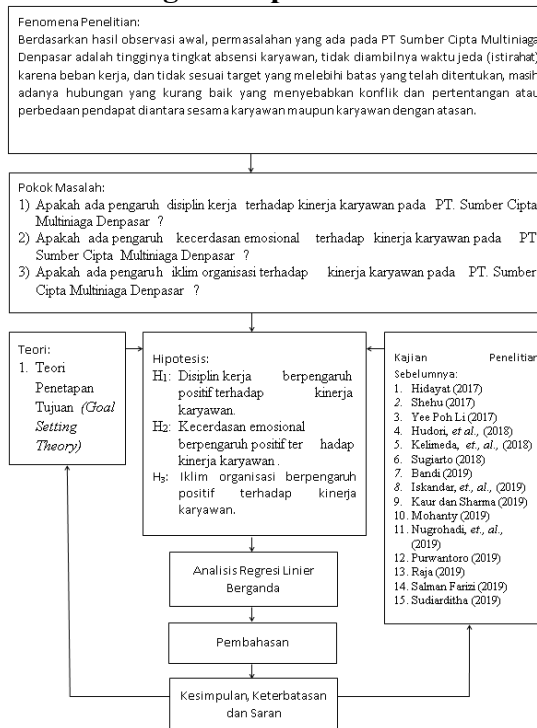 Fenomena Penelitian:
Berdasarkan hasil observasi awal, permasalahan yang ada pada PT Sumber Cipta Multiniaga
Denpasar adalah tingginya tingkat absensi karyawan, tidak diambilnya waktu jeda (istirahat)
karena beban kerja, dan tidak sesuai target yang melebihi batas yang telah ditentukan, masih
adanya hubungan yang kurang baik yang menyebabkan konflik dan pertentangan atau
perbedaan pendapat diantara sesama karyawan maupun karyawan dengan atasan.
Pokok Masalah:
1) Apakah ada pengaruh disiplin kerja terhadap kinerja karyawan pada PT. Sumber Cipta
Multiniaga Denpasar ?
2) Apakah ada pengaruh kecerdasan emosional terhadap kinerja karyawan pada PT
Sumber Cipta Multiniaga Denpasar ?
3) Apakah ada pengaruh iklim organisasi terhadap kinerja karyawan pada PT. Sumber
Cipta Multiniaga Denpasar ?
Teori:
1. Teori
Penetapan
Tujuan (Goal
Setting
Theory)
Hipotesis:
H1: Disiplin kerja berpengaruh
positif terhadap kinerja
karyawan.
H2: Kecerdasan emosional
berpengaruh positif ter hadap
kinerja karyawan .
H3: Iklim organisasi berpengaruh
positif terhadap kinerja
karyawan.
Kajian Penelitian
Sebelumnya:
1. Hidayat (2017)
2. Shehu (2017)
3. Yee Poh Li (2017)
4. Hudori, et al., (2018)
5. Kelimeda, et al., (2018)
6. Sugiarto (2018)
7. Bandi (2019)
8. Iskandar, et., al., (2019)
9. Kaur dan Sharma (2019)
10. Mohanty (2019)
11. Nugrohadi, et., al.,
(2019)
12. Purwantoro (2019)
13. Raja (2019)
14. Salman Farizi (2019)
15. Sudiarditha (2019)
Analisis Regresi Linier
Berganda
Pembahasan
Kesimpulan, Keterbatasan
dan Saran